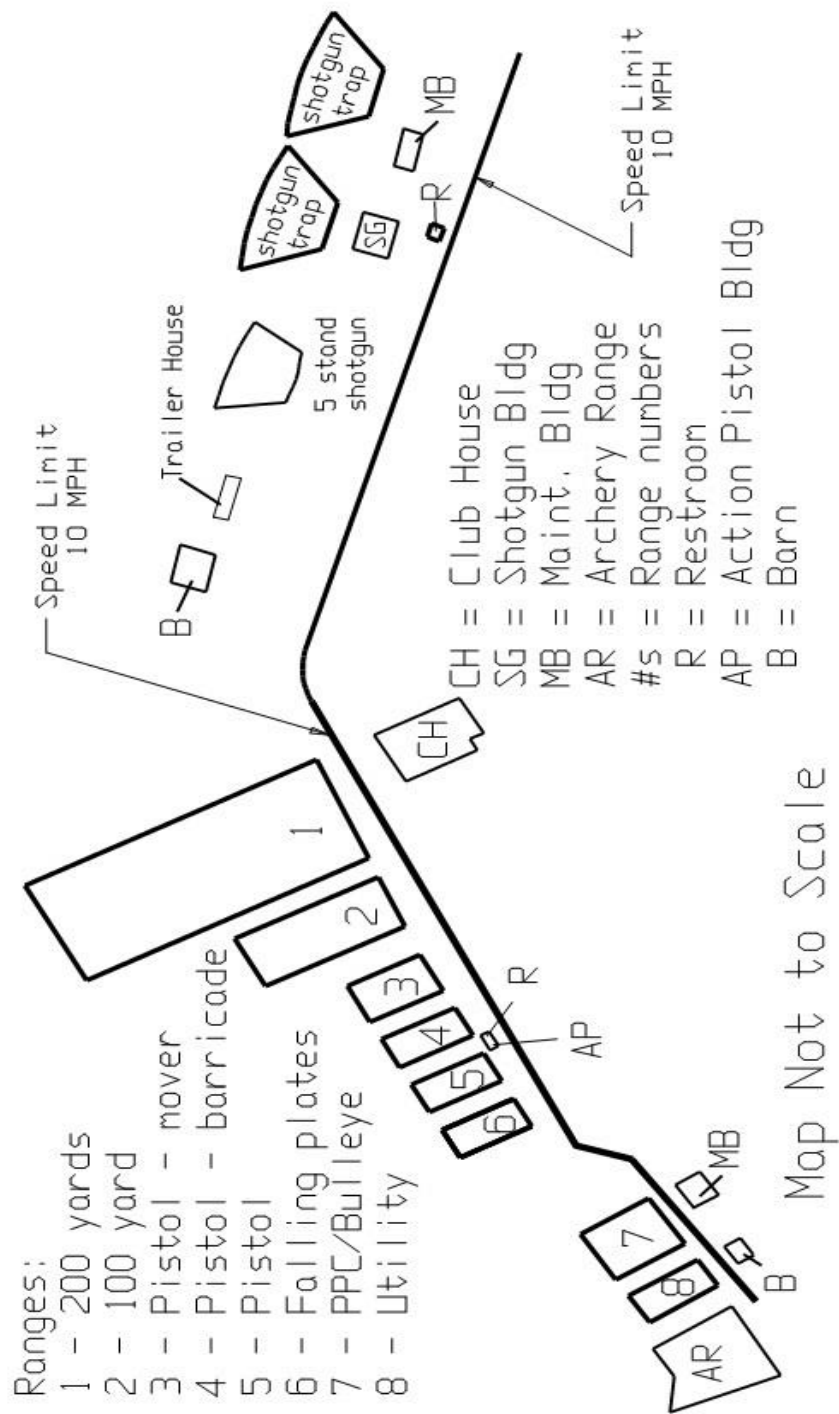 Ranges:
1 - 200 yards
2 - 100 yard
3 - Pistol - mover
4 - Pistol - barricade
5 - Pistol
6 - Falling plates
7 - PPC/Bulleye
8 - Utility
Speed Limit
10 MPH
B
Trailer House
5 stand
shotgun
shotgun
trap
shotgun
trap
SG
MB
R
1
2
3
4
5
6
R
AP
CH
7
8
AR
MB
B
Speed Limit
10 MPH
CH = Club House
SG = Shotgun Bldg
MB = Maint. Bldg
AR = Archery Range
#s = Range numbers
R = Restroom
AP = Action Pistol Bldg
B = Barn
Map Not to Scale